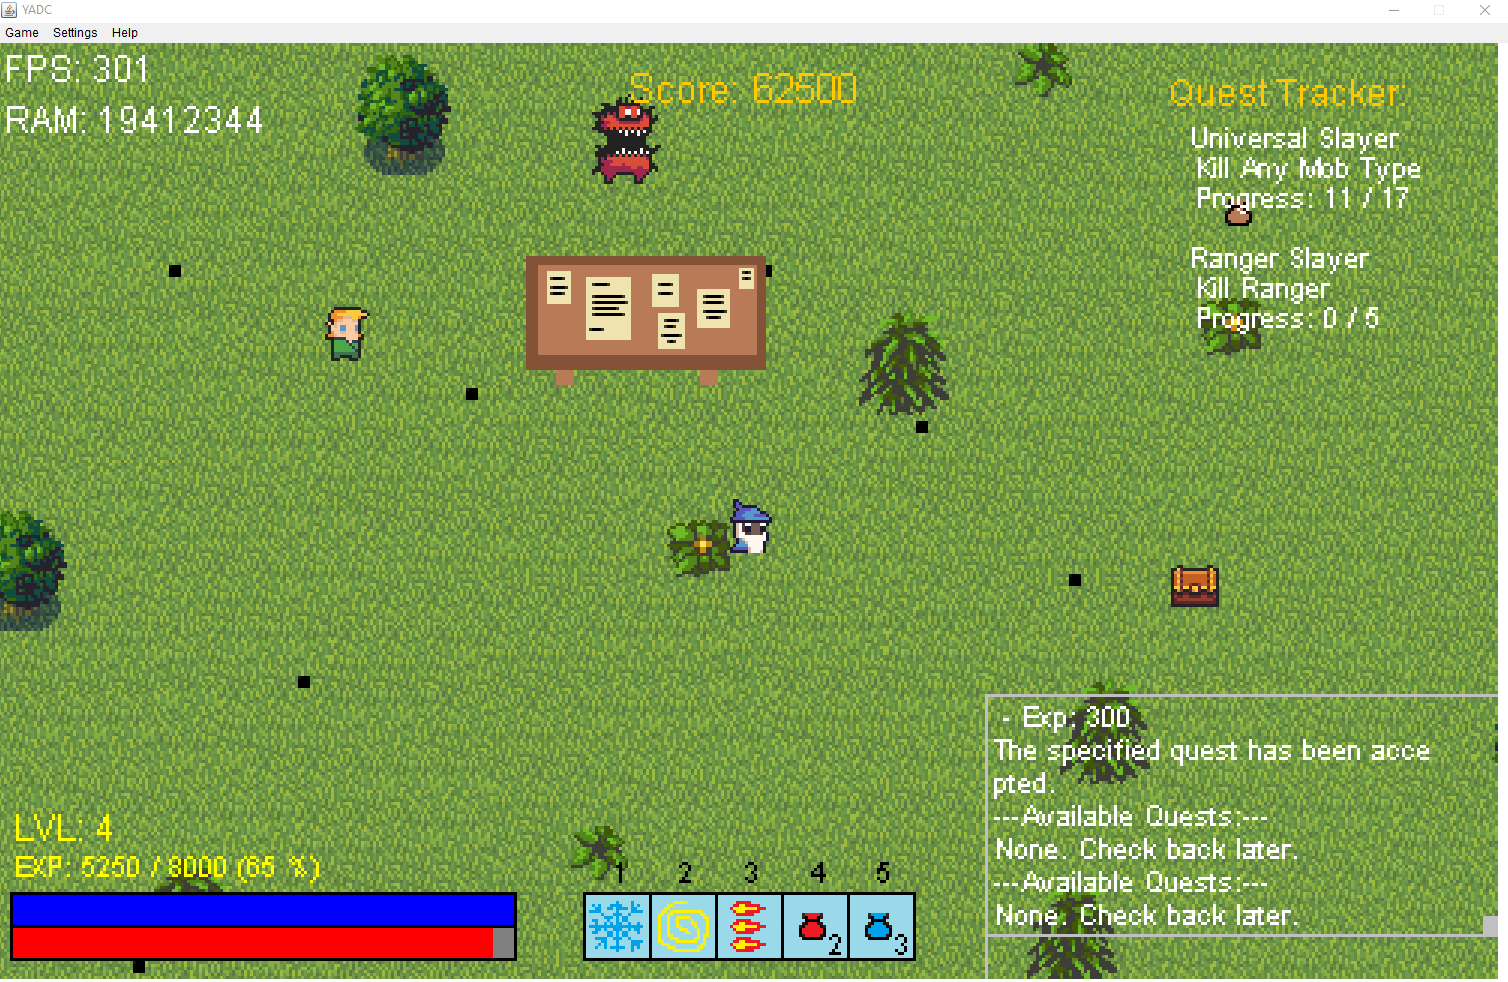 YADC
Game Settings Help
FPS: 301
RAM: 19412344
Score: 62500
Quest Tracker:
Universal Slayer
Kill Any Mob Type
Progress: 11 / 17
Ranger Slayer
Kill Ranger
Progress: 0 / 5
LVL: 4
EXP: 5250 / 8000 (65 %)
1 2 3 4 5
2 3
- Exp: 300
The specified quest has been acce
pted.
---Available Quests:---
None. Check back later.
---Available Quests:---
None. Check back later.